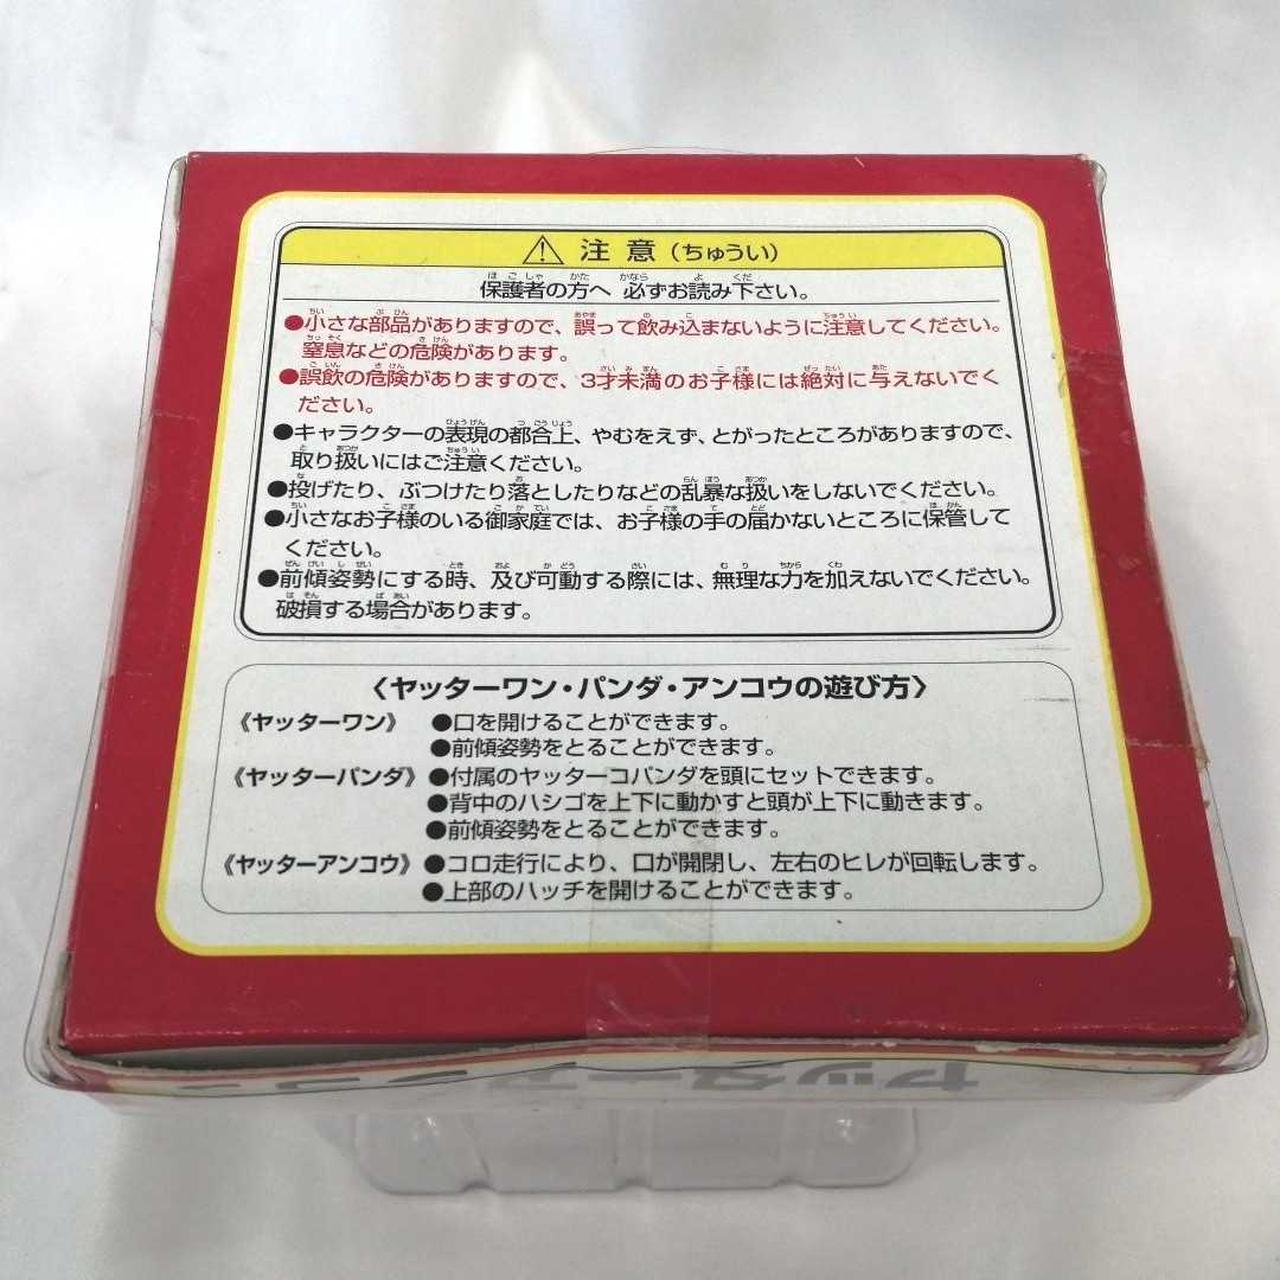 注意(ちゅうい)
保護者の方へ 必ずお読み下さい。
●小さな部品がありますので、誤って飲み込まないように注意してください。
窒息などの危険があります。
●誤飲の危険がありますので、3才未満のお子様には絶対に与えないでく
ださい。
●キャラクターの表現の都合上、やむをえず、とがったところがありますので、
取り扱いにはご注意ください。
●投げたり、ぶつけたり落としたりなどの乱暴な扱いをしないでください。
●小さなお子様のいる御家庭では、お子様の手の届かないところに保管して
ください。
●前傾姿勢にする時、及び可動する際には、無理な力を加えないでください。
破損する場合があります。
〈ヤッターワン・パンダ・アンコウの遊び方〉
《ヤッターワン》 ●口を開けることができます。
●前傾姿勢をとることができます。
《ヤッターパンダ》 ●付属のヤッターコパンダを頭にセットできます。
●背中のハシゴを上下に動かすと頭が上下に動きます。
●前傾姿勢をとることができます。
《ヤッターアンコウ》 ●コロ走行により、口が開閉し、左右のヒレが回転します。
●上部のハッチを開けることができます。